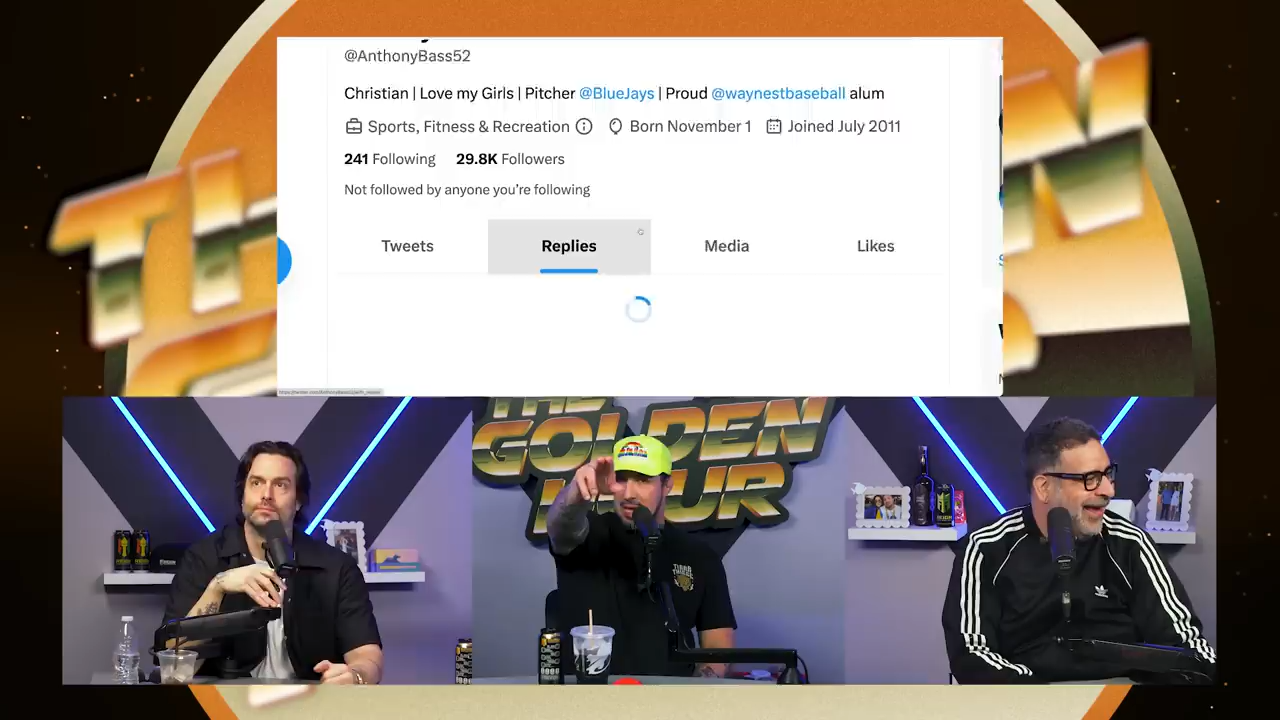 @AnthonyBass52
Christian | Love my Girls | Pitcher @BlueJays | Proud @waynestbaseball alum
Sports, Fitness & Recreation Born November 1 Joined July 2011
241 Following 29.8K Followers
Not followed by anyone you're following
Tweets Replies Media Likes
THE
GOLDEN
HOUR